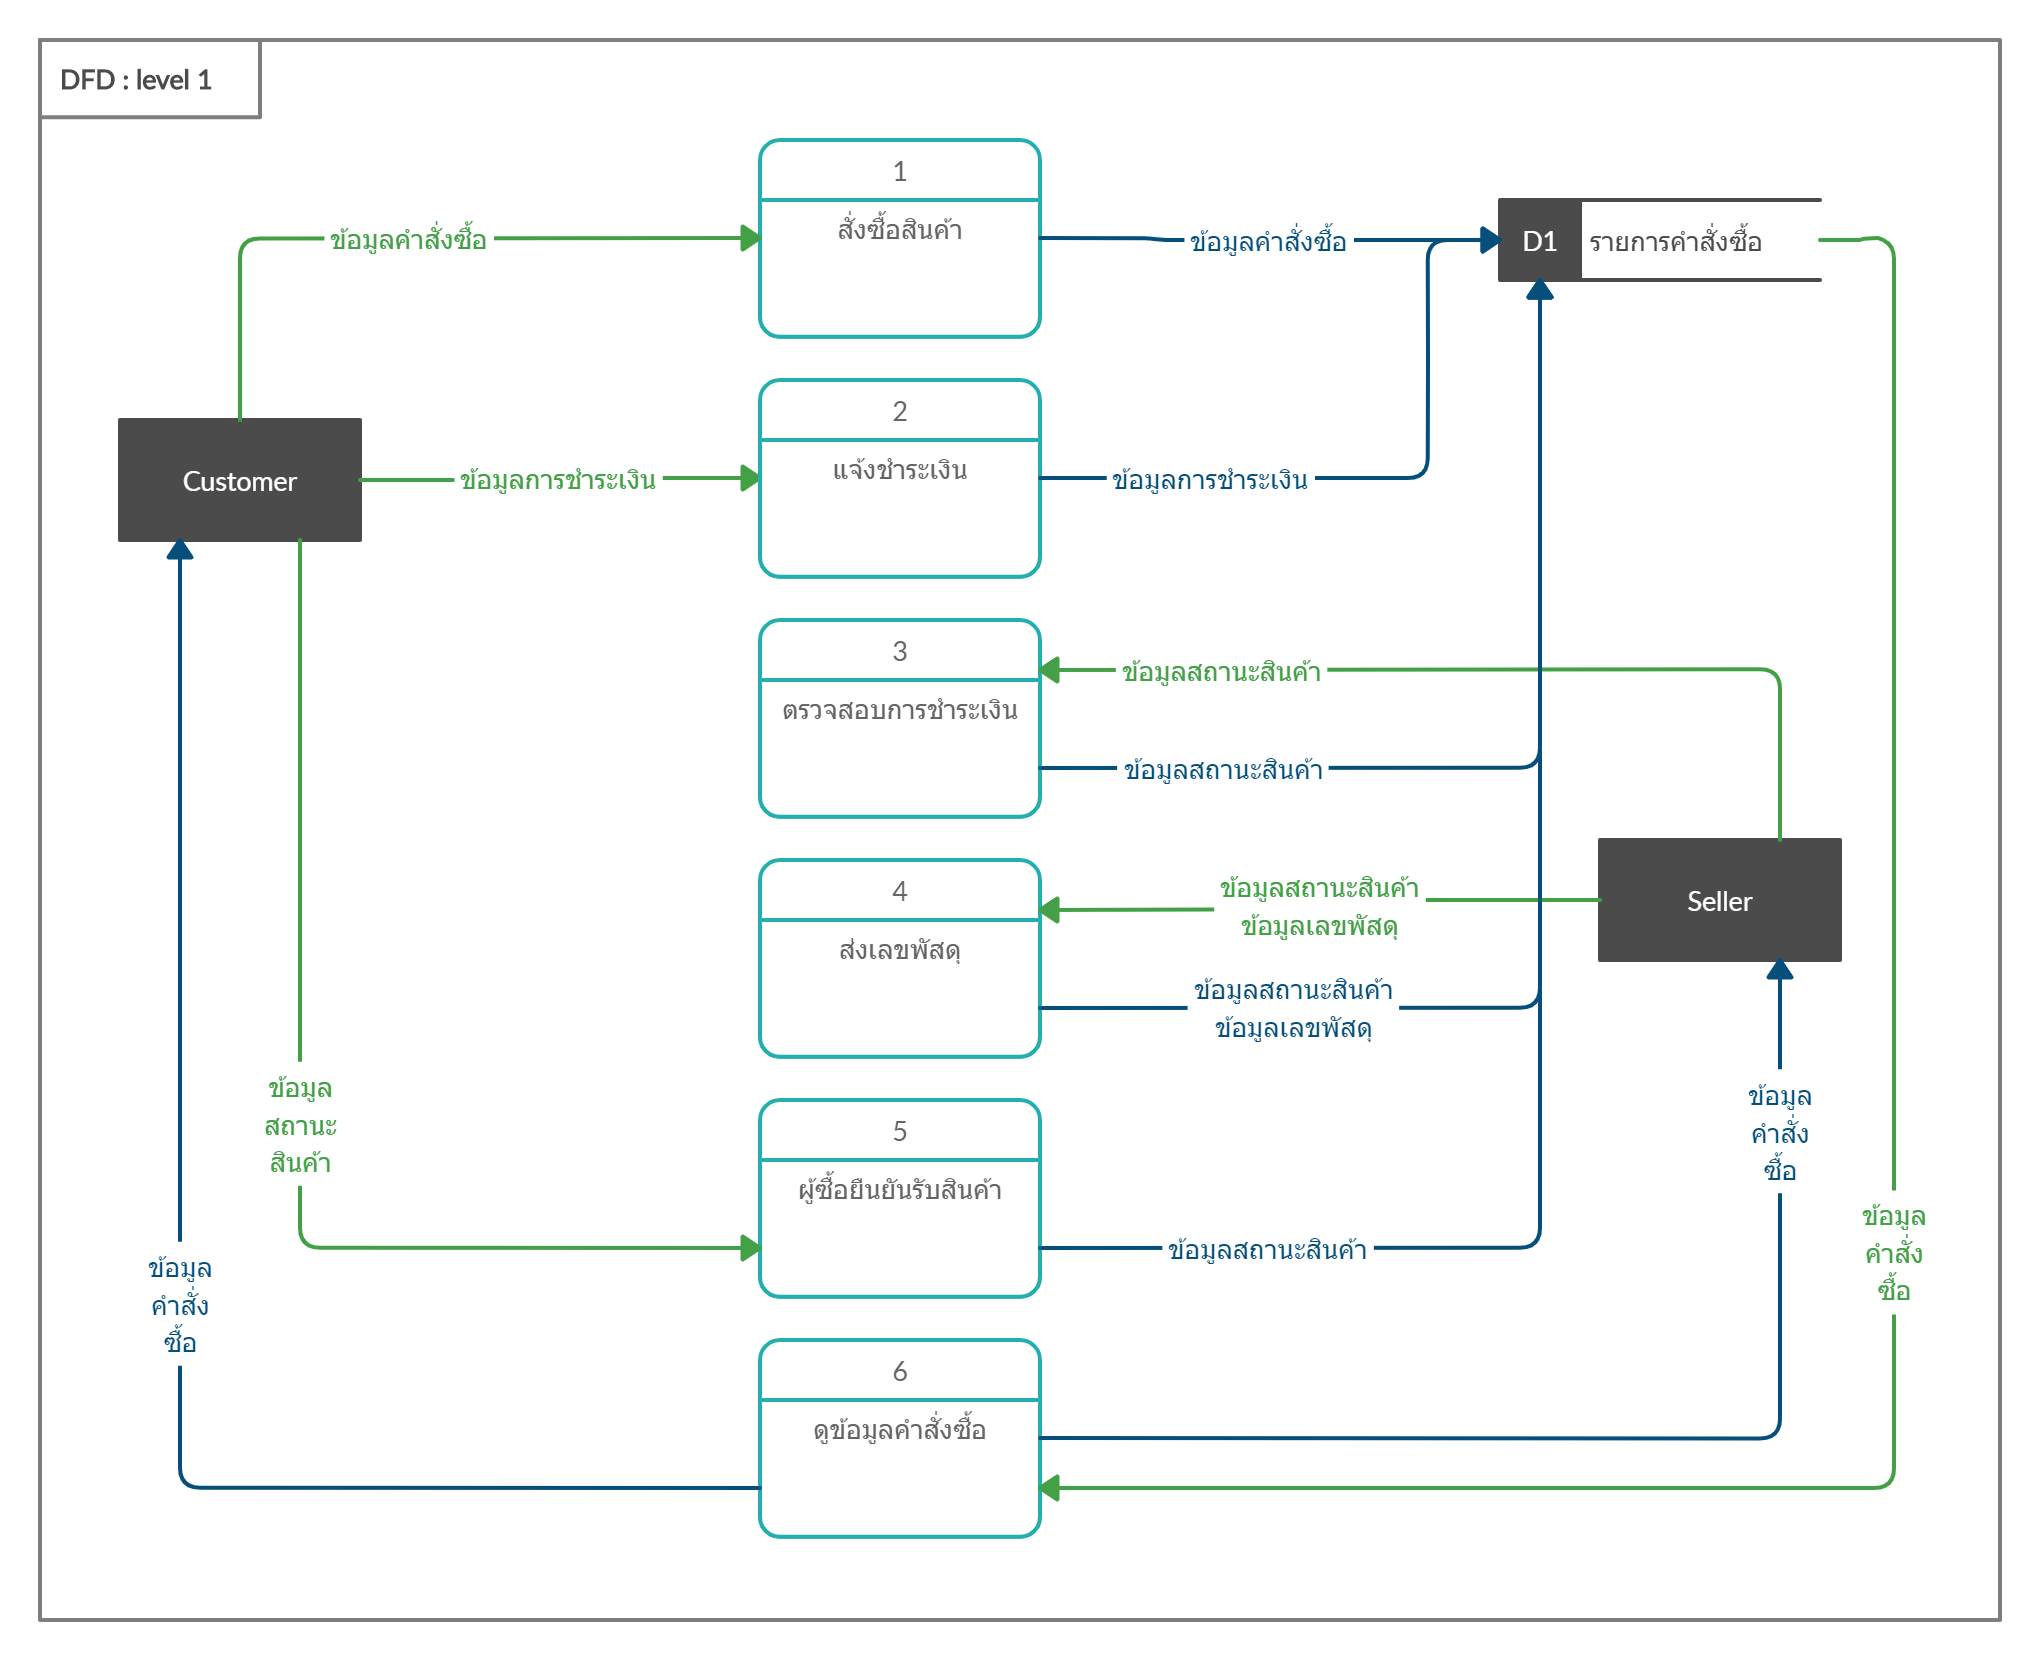 DFD : level 1
1
สั่งซื้อสินค้า
ข้อมูลคำสั่งซื้อ
ข้อมูลคำสั่งซื้อ
D1
รายการคำสั่งซื้อ
2
แจ้งชำระเงิน
Customer
ข้อมูลการชำระเงิน
ข้อมูลการชำระเงิน
3
ตรวจสอบการชำระเงิน
ข้อมูลสถานะสินค้า
ข้อมูลสถานะสินค้า
4
ส่งเลขพัสดุ
ข้อมูลสถานะสินค้า
ข้อมูลเลขพัสดุ
Seller
ข้อมูลสถานะสินค้า
ข้อมูลเลขพัสดุ
ข้อมูล
สถานะ
สินค้า
5
ผู้ซื้อยืนยันรับสินค้า
ข้อมูลสถานะสินค้า
ข้อมูล
คำสั่ง
ซื้อ
ข้อมูล
คำสั่ง
ซื้อ
ข้อมูล
คำสั่ง
ซื้อ
6
ดูข้อมูลคำสั่งซื้อ